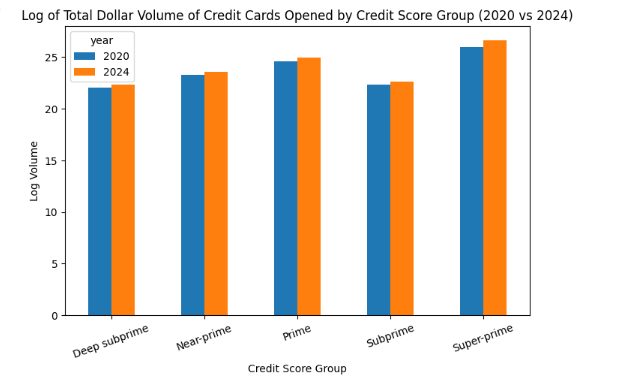 Log of Total Dollar Volume of Credit Cards Opened by Credit Score Group (2020 vs 2024)
year
2020
2024
25
20
15
10
5
0
Log Volume
Deep subprime
Near-prime
Prime
Subprime
Super-prime
Credit Score Group